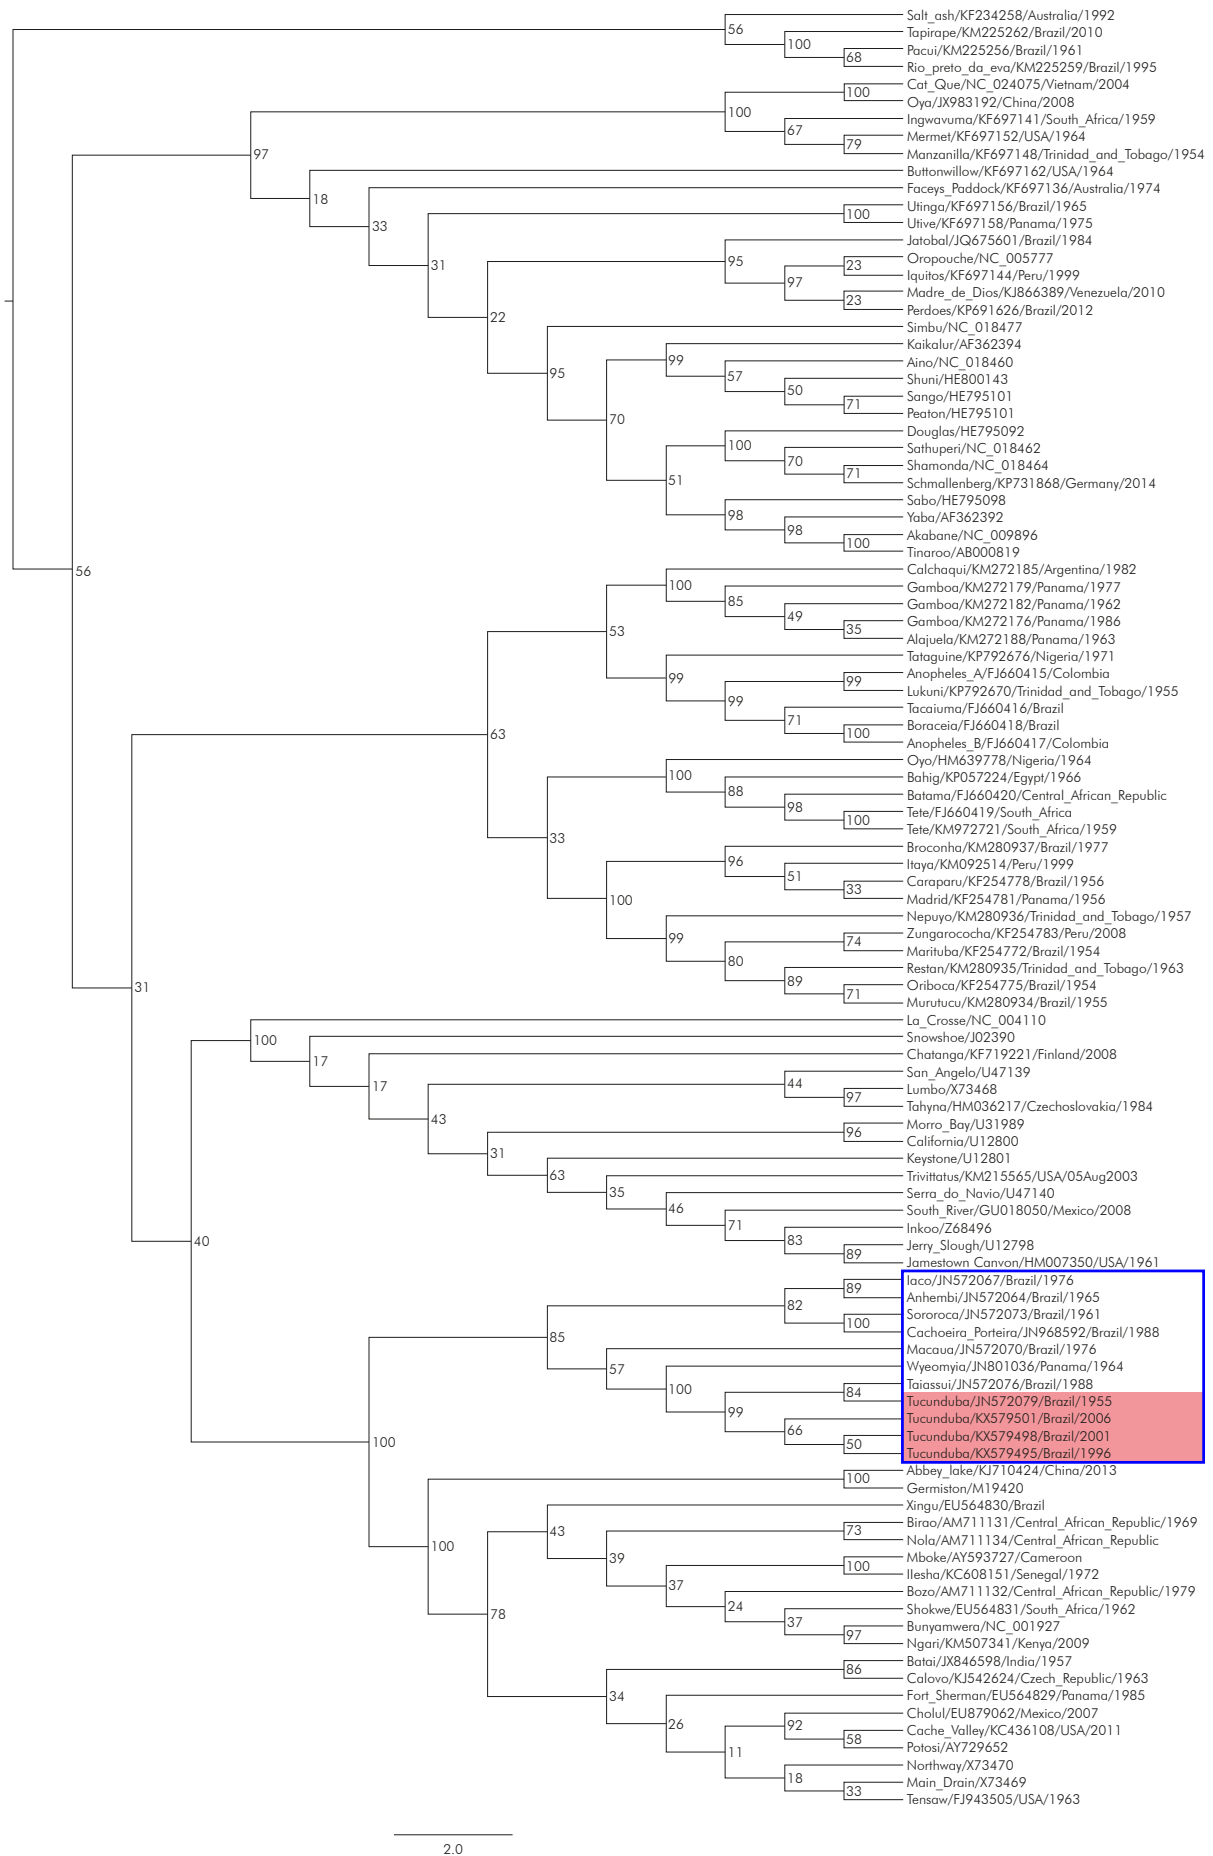 Salt_ash/KF234258/Australia/1992
56
Tapirape/KM225262/Brazil/2010
100
Pacui/KM225256/Brazil/1961
68
Rio_preto_da_eva/KM225259/Brazil/1995
Cat_Que/NC_024075/Vietnam/2004
100
Oya/JX983192/China/2008
100
Ingwavuma/KF697141/South_Africa/1959
67
Mermet/KF697152/USA/1964
79
Manzanilla/KF697148/Trinidad_and_Tobago/1954
97
Buttonwillow/KF697162/USA/1964
18
Faceys_Paddock/KF697136/Australia/1974
33
Utinga/KF697156/Brazil/1965
100
Utive/KF697158/Panama/1975
31
Jatobal/JQ675601/Brazil/1984
95
Oropouche/NC_005777
23
Iquitos/KF697144/Peru/1999
97
Madre_de_Dios/KJ866389/Venezuela/2010
23
Perdoes/KP691626/Brazil/2012
22
Simbu/NC_018477
95
Kaikalur/AF362394
99
Aino/NC_018460
57
Shuni/HE800143
50
Sango/HE795101
71
Peaton/HE795101
70
Douglas/HE795092
100
Sathuperi/NC_018462
70
Shamonda/NC_018464
71
Schmallenberg/KP731868/Germany/2014
51
Sabo/HE795098
98
Yaba/AF362392
98
Akabane/NC_009896
100
Tinaroo/AB000819
56
Calchaqui/KM272185/Argentina/1982
100
Gamboa/KM272179/Panama/1977
85
Gamboa/KM272182/Panama/1962
49
Gamboa/KM272176/Panama/1986
35
Alajuela/KM272188/Panama/1963
53
Tataguine/KP792676/Nigeria/1971
99
Anopheles_A/FJ660415/Colombia
99
Lukuni/KP792670/Trinidad_and_Tobago/1955
99
Tacaiuma/FJ660416/Brazil
71
Boraceia/FJ660418/Brazil
100
Anopheles_B/FJ660417/Colombia
63
Oyo/HM639778/Nigeria/1964
100
Bahig/KP057224/Egypt/1966
88
Batama/FJ660420/Central_African_Republic
98
Tete/FJ660419/South_Africa
100
Tete/KM972721/South_Africa/1959
33
Broconha/KM280937/Brazil/1977
96
Itaya/KM092514/Peru/1999
51
Caraparu/KF254778/Brazil/1956
33
Madrid/KF254781/Panama/1956
100
Nepuyo/KM280936/Trinidad_and_Tobago/1957
99
Zungarococha/KF254783/Peru/2008
74
Marituba/KF254772/Brazil/1954
80
Restan/KM280935/Trinidad_and_Tobago/1963
89
Oriboca/KF254775/Brazil/1954
71
Murutucu/KM280934/Brazil/1955
31
La_Crosse/NC_004110
100
Snowshoe/J02390
17
Chatanga/KF719221/Finland/2008
17
San_Angelo/U47139
44
Lumbo/X73468
97
Tahyna/HM036217/Czechoslovakia/1984
43
Morro_Bay/U31989
96
California/U12800
31
Keystone/U12801
63
Trivittatus/KM215565/USA/05Aug2003
35
Serra_do_Navio/U47140
46
South_River/GU018050/Mexico/2008
71
Inkoo/Z68496
83
Jerry_Slough/U12798
89
Jamestown Canvon/HM007350/USA/1961
40
Iaco/JN572067/Brazil/1976
89
Anhembi/JN572064/Brazil/1965
82
Sororoca/JN572073/Brazil/1961
100
Cachoeira_Porteira/JN968592/Brazil/1988
85
Macaua/JN572070/Brazil/1976
57
Wyeomyia/JN801036/Panama/1964
100
Taiassui/JN572076/Brazil/1988
84
Tucunduba/JN572079/Brazil/1955
99
Tucunduba/KX579501/Brazil/2006
66
Tucunduba/KX579498/Brazil/2001
50
Tucunduba/KX579495/Brazil/1996
100
Abbey_lake/KJ710424/China/2013
100
Germiston/M19420
100
Xingu/EU564830/Brazil
43
Birao/AM711131/Central_African_Republic/1969
73
Nola/AM711134/Central_African_Republic
39
Mboke/AY593727/Cameroon
100
Ilesha/KC608151/Senegal/1972
37
Bozo/AM711132/Central_African_Republic/1979
24
Shokwe/EU564831/South_Africa/1962
37
Bunyamwera/NC_001927
97
Ngari/KM507341/Kenya/2009
78
Batai/JX846598/India/1957
86
Calovo/KJ542624/Czech_Republic/1963
34
Fort_Sherman/EU564829/Panama/1985
26
Cholul/EU879062/Mexico/2007
92
Cache_Valley/KC436108/USA/2011
58
Potosi/AY729652
11
Northway/X73470
18
Main_Drain/X73469
33
Tensaw/FJ943505/USA/1963
2.0